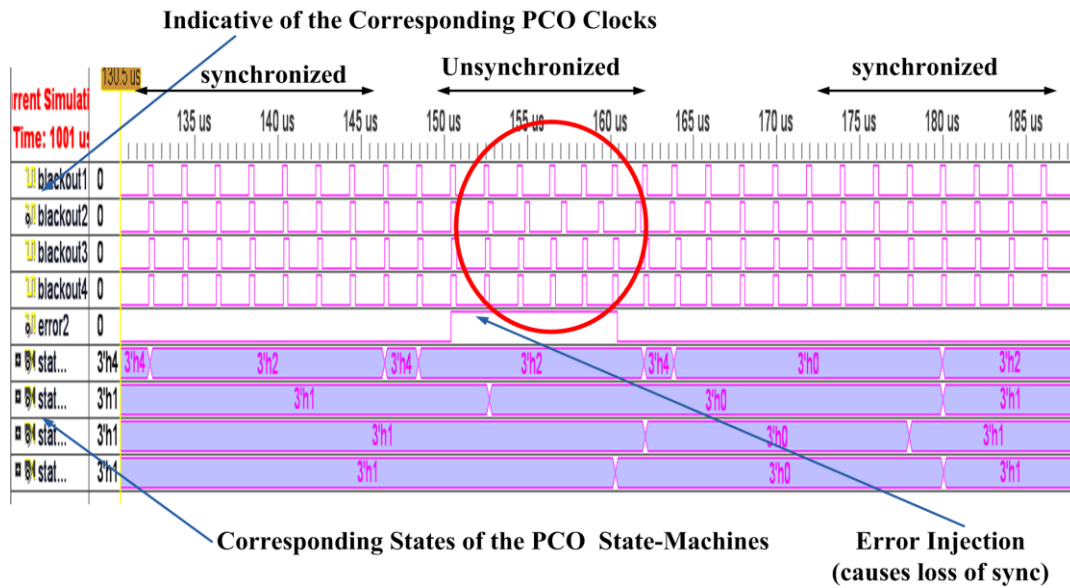 Indicative of the Corresponding PCO Clocks
synchronized
Unsynchronized
synchronized
130.5 us
rrent Simulati
Time: 1001 us
135 us 140 us 145 us 150 us 155 us 160 us 165 us 170 us 175 us 180 us 185 us
blackout1 0
blackout2 0
blackout3 0
blackout4 0
error2 0
stat... 3'h4 3'h4 3'h2 3'h4 3'h2 3'h4 3'h0 3'h2
stat... 3'h1 3'h1 3'h0 3'h1
stat... 3'h1 3'h1 3'h0 3'h1
stat... 3'h1 3'h1 3'h0 3'h1
Corresponding States of the PCO State-Machines
Error Injection
(causes loss of sync)